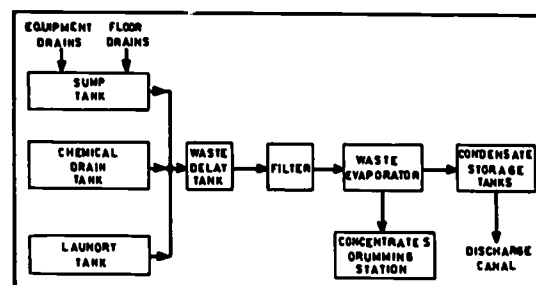 EQUIPMENT
DRAINS
FLOOR
DRAINS
SUMP
TANK
CHEMICAL
DRAIN
TANK
LAUNORT
TANK
WASTE
DELAT
TANK
FILTER
WASTE
EVAPORATOR
CONDENSATE
STORAGE
TANKS
CONCENTRATES
DRUMMING
STATION
DISCHARGE
CANAL